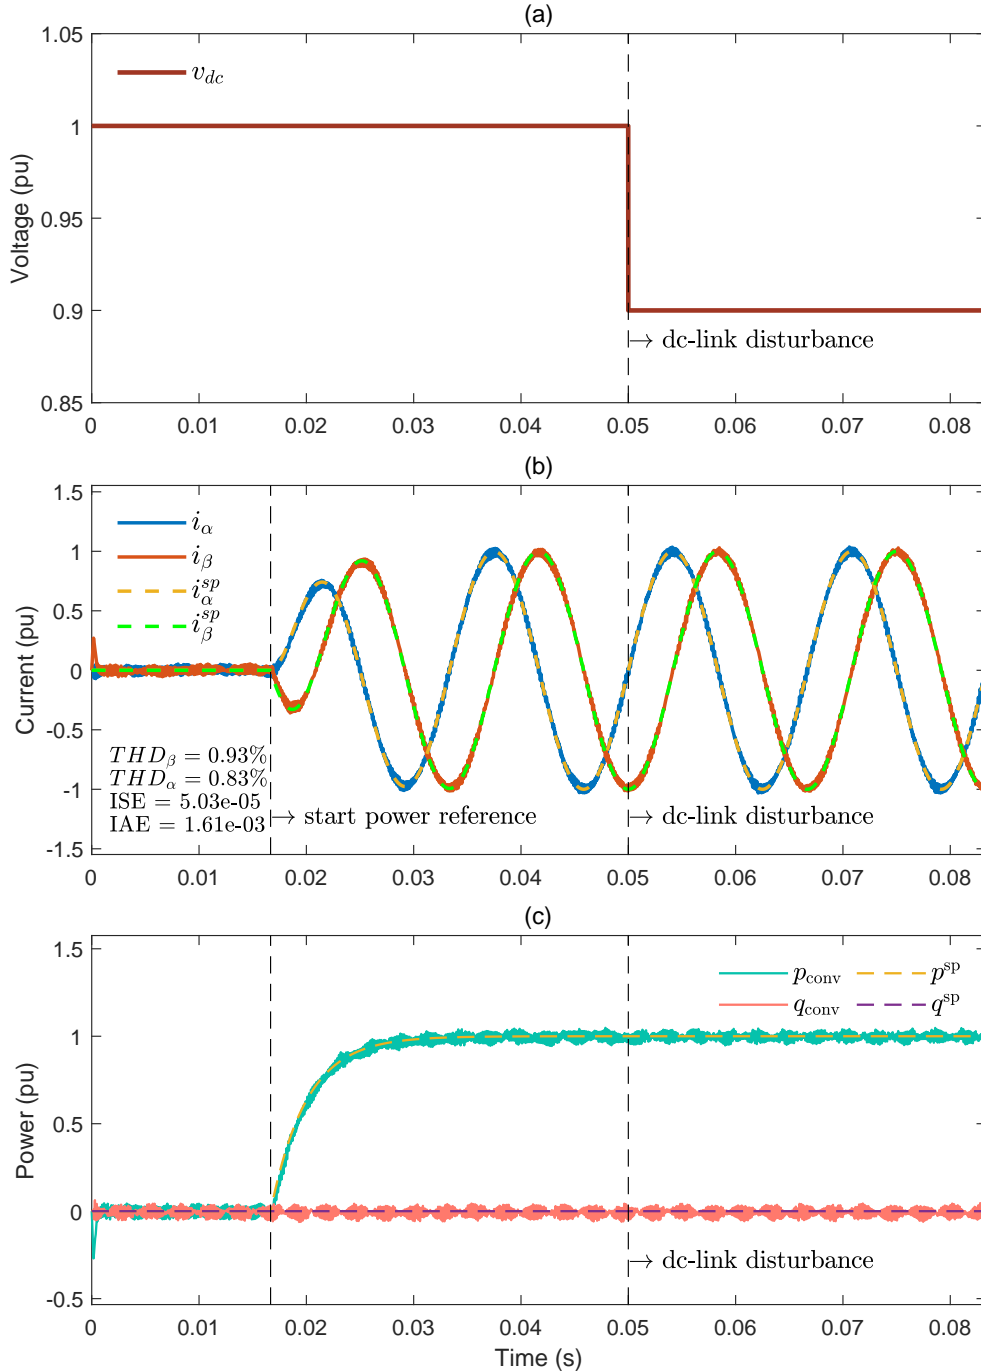 (a)
1.05
1
0.95
0.9
0.85
Voltage (pu)
v_{dc}
→ dc-link disturbance
0 0.01 0.02 0.03 0.04 0.05 0.06 0.07 0.08
(b)
1.5
1
0.5
0
-0.5
-1
-1.5
Current (pu)
i_α
i_β
i_α^{sp}
i_β^{sp}
THD_β = 0.93%
THD_α = 0.83%
ISE = 5.03e-05
IAE = 1.61e-03
→ start power reference
→ dc-link disturbance
0 0.01 0.02 0.03 0.04 0.05 0.06 0.07 0.08
(c)
1.5
1
0.5
0
-0.5
Power (pu)
p_{conv} p^{sp}
q_{conv} q^{sp}
→ dc-link disturbance
0 0.01 0.02 0.03 0.04 0.05 0.06 0.07 0.08
Time (s)